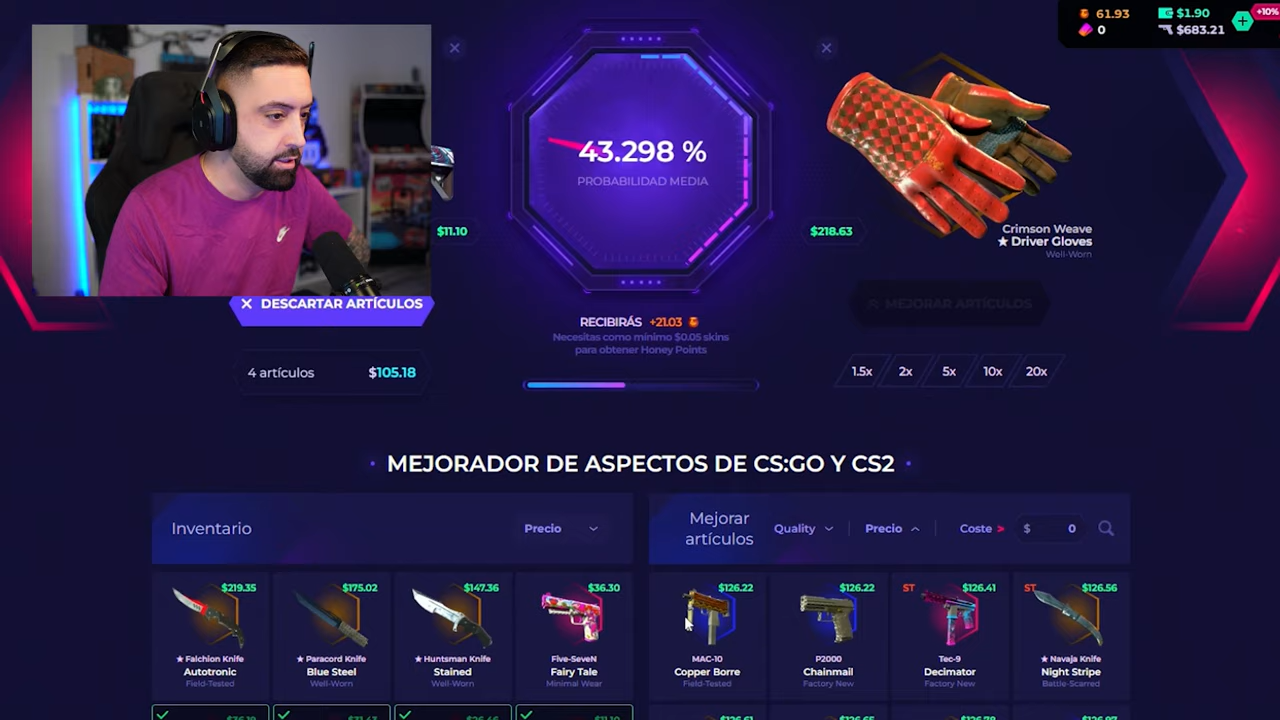 61.93
$1.90
+10%
0
$683.21
43.298 %
PROBABILIDAD MEDIA
$11.10
$218.63
Crimson Weave
★ Driver Gloves
Well-Worn
× DESCARTAR ARTÍCULOS
MEJORAR ARTÍCULOS
RECIBIRÁS +21.03
Necesitas como mínimo $0.05 skins
para obtener Honey Points
4 artículos $105.18
1.5x 2x 5x 10x 20x
MEJORADOR DE ASPECTOS DE CS:GO Y CS2
Inventario
Precio
Mejorar
artículos
Quality
Precio
Coste >
$ 0
$219.35
★ Falchion Knife
Autotronic
Field-Tested
$175.02
★ Paracord Knife
Blue Steel
Well-Worn
$147.36
★ Huntsman Knife
Stained
Well-Worn
$36.30
Five-SeveN
Fairy Tale
Minimal Wear
$126.22
MAC-10
Copper Borre
Field-Tested
$126.22
P2000
Chainmail
Factory New
ST $126.41
Tec-9
Decimator
Factory New
ST $126.56
★ Navaja Knife
Night Stripe
Battle-Scarred
$11.10